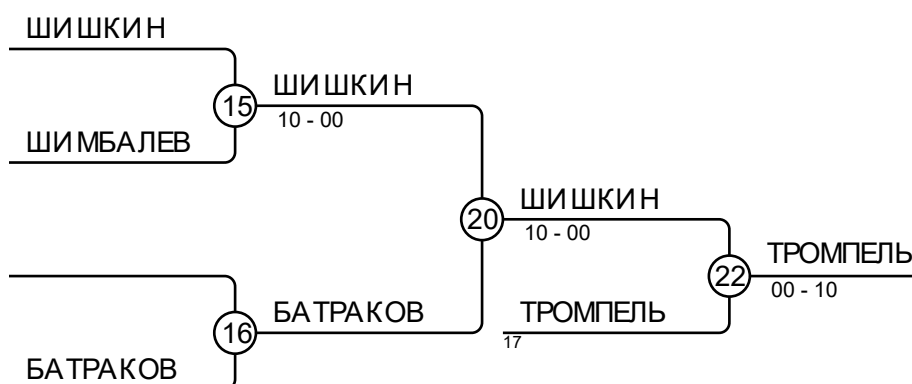 ШИШКИН
15
ШИШКИН
10 - 00
ШИМБАЛЕВ
20
ШИШКИН
10 - 00
22
ТРОМПЕЛЬ
00 - 10
16
БАТРАКОВ
ТРОМПЕЛЬ
17
БАТРАКОВ